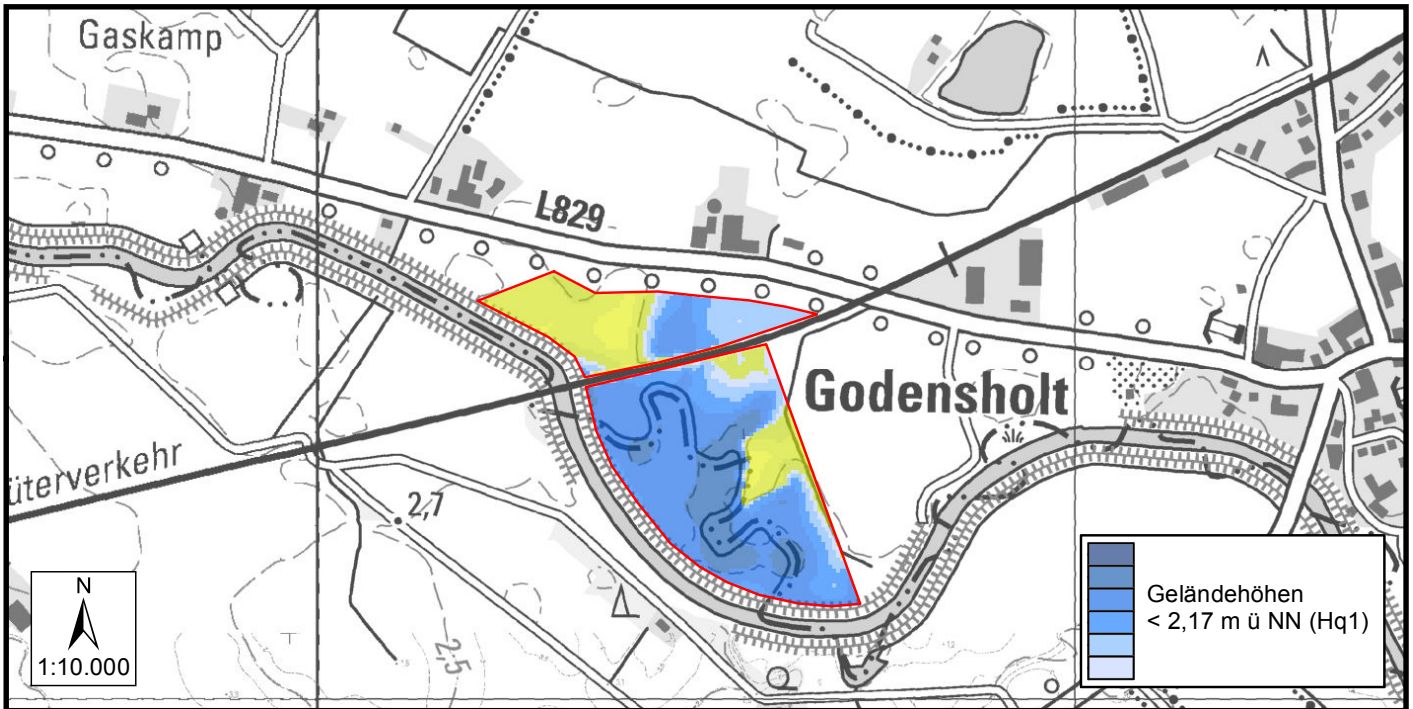 Gaskamp
L829
Godensholt
üterverkehr
2,7
2,5
N
1:10.000
Geländehöhen
< 2,17 m ü NN (Hq1)